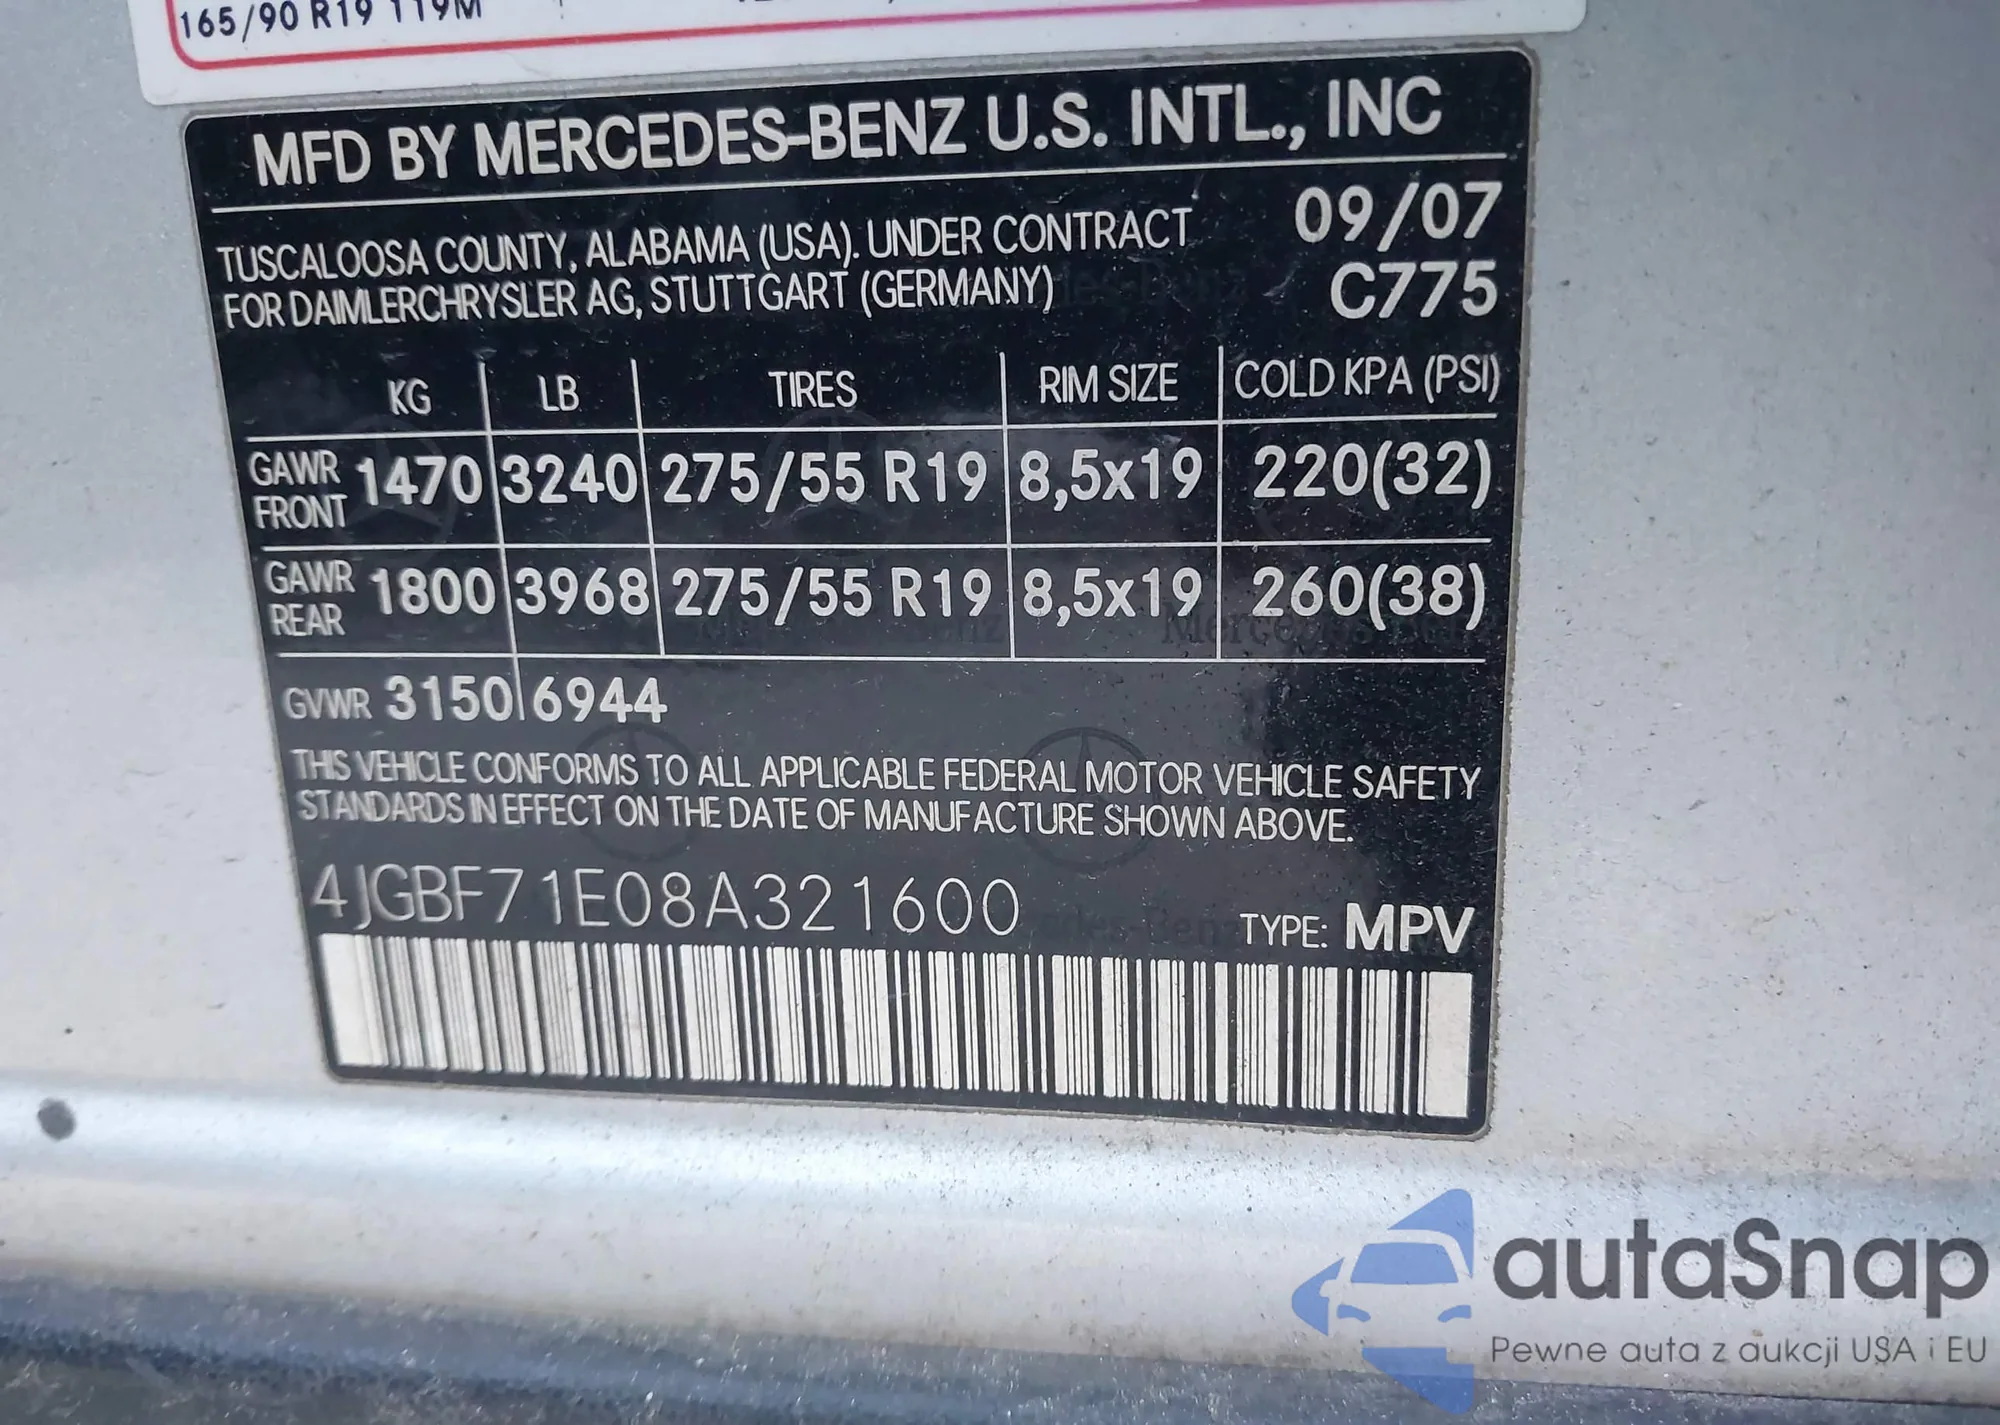 165/90 R19 119M
MFD BY MERCEDES-BENZ U.S. INTL., INC
09/07
TUSCALOOSA COUNTY, ALABAMA (USA). UNDER CONTRACT
FOR DAIMLERCHRYSLER AG, STUTTGART (GERMANY)
C775
KG LB TIRES RIM SIZE COLD KPA (PSI)
GAWR FRONT 1470 3240 275/55 R19 8,5x19 220(32)
GAWR REAR 1800 3968 275/55 R19 8,5x19 260(38)
GVWR 3150 6944
THIS VEHICLE CONFORMS TO ALL APPLICABLE FEDERAL MOTOR VEHICLE SAFETY
STANDARDS IN EFFECT ON THE DATE OF MANUFACTURE SHOWN ABOVE.
4JGBF71E08A321600
TYPE: MPV
autaSnap
Pewne auta z aukcji USA i EU